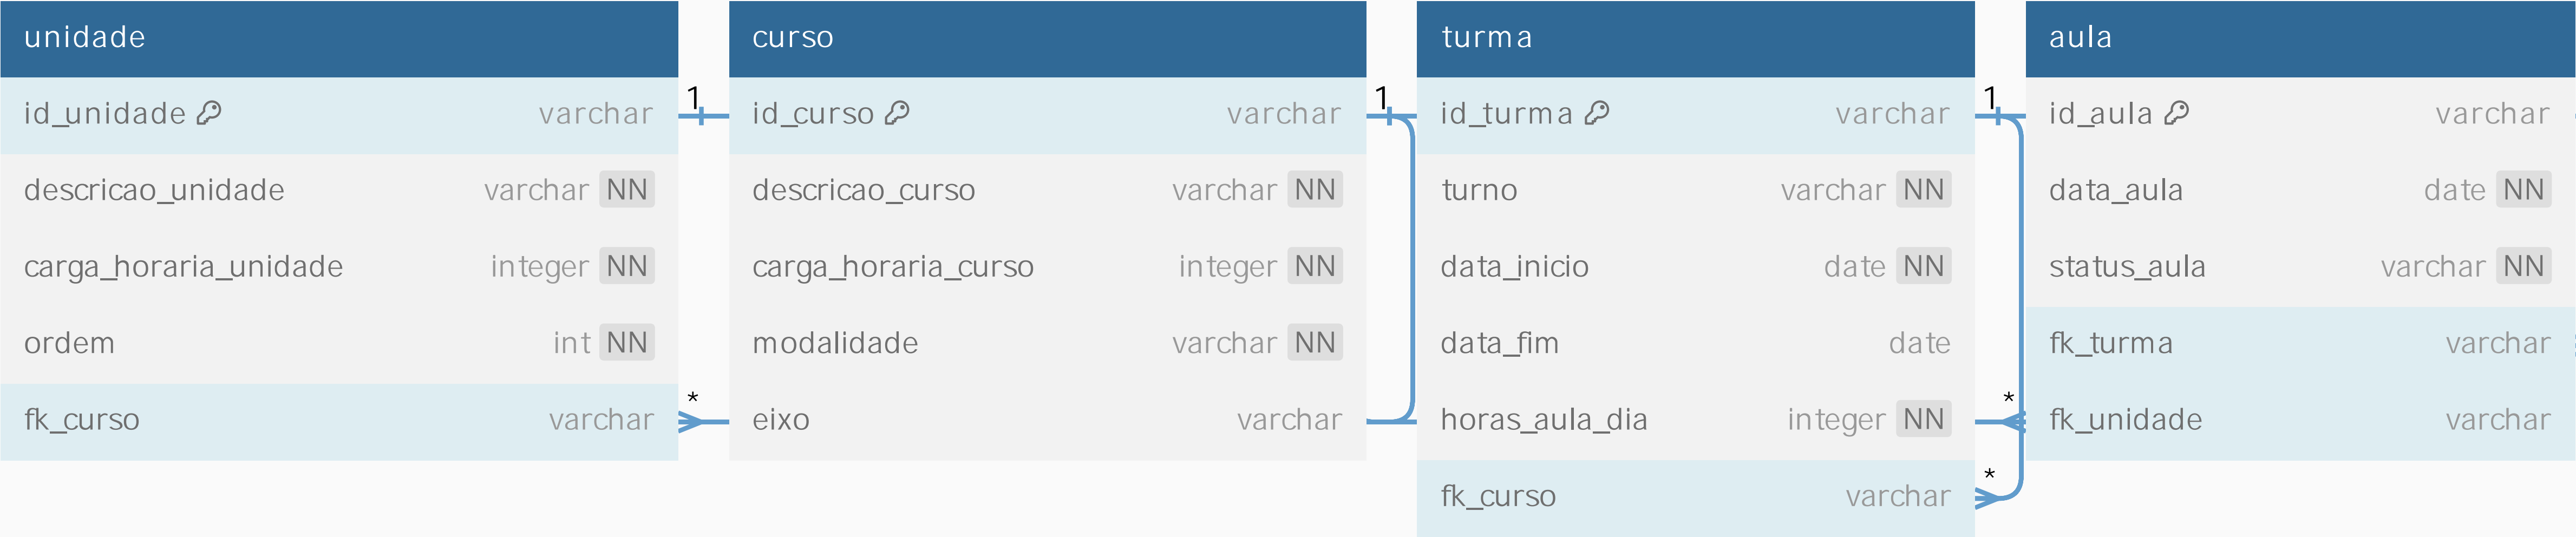 unidade
id_unidade varchar
descricao_unidade varchar NN
carga_horaria_unidade integer NN
ordem int NN
fk_curso varchar
1
*
curso
id_curso varchar
descricao_curso varchar NN
carga_horaria_curso integer NN
modalidade varchar NN
eixo varchar
1
turma
id_turma varchar
turno varchar NN
data_inicio date NN
data_fim date
horas_aula_dia integer NN
fk_curso varchar
1
*
*
aula
id_aula varchar
data_aula date NN
status_aula varchar NN
fk_turma varchar
fk_unidade varchar